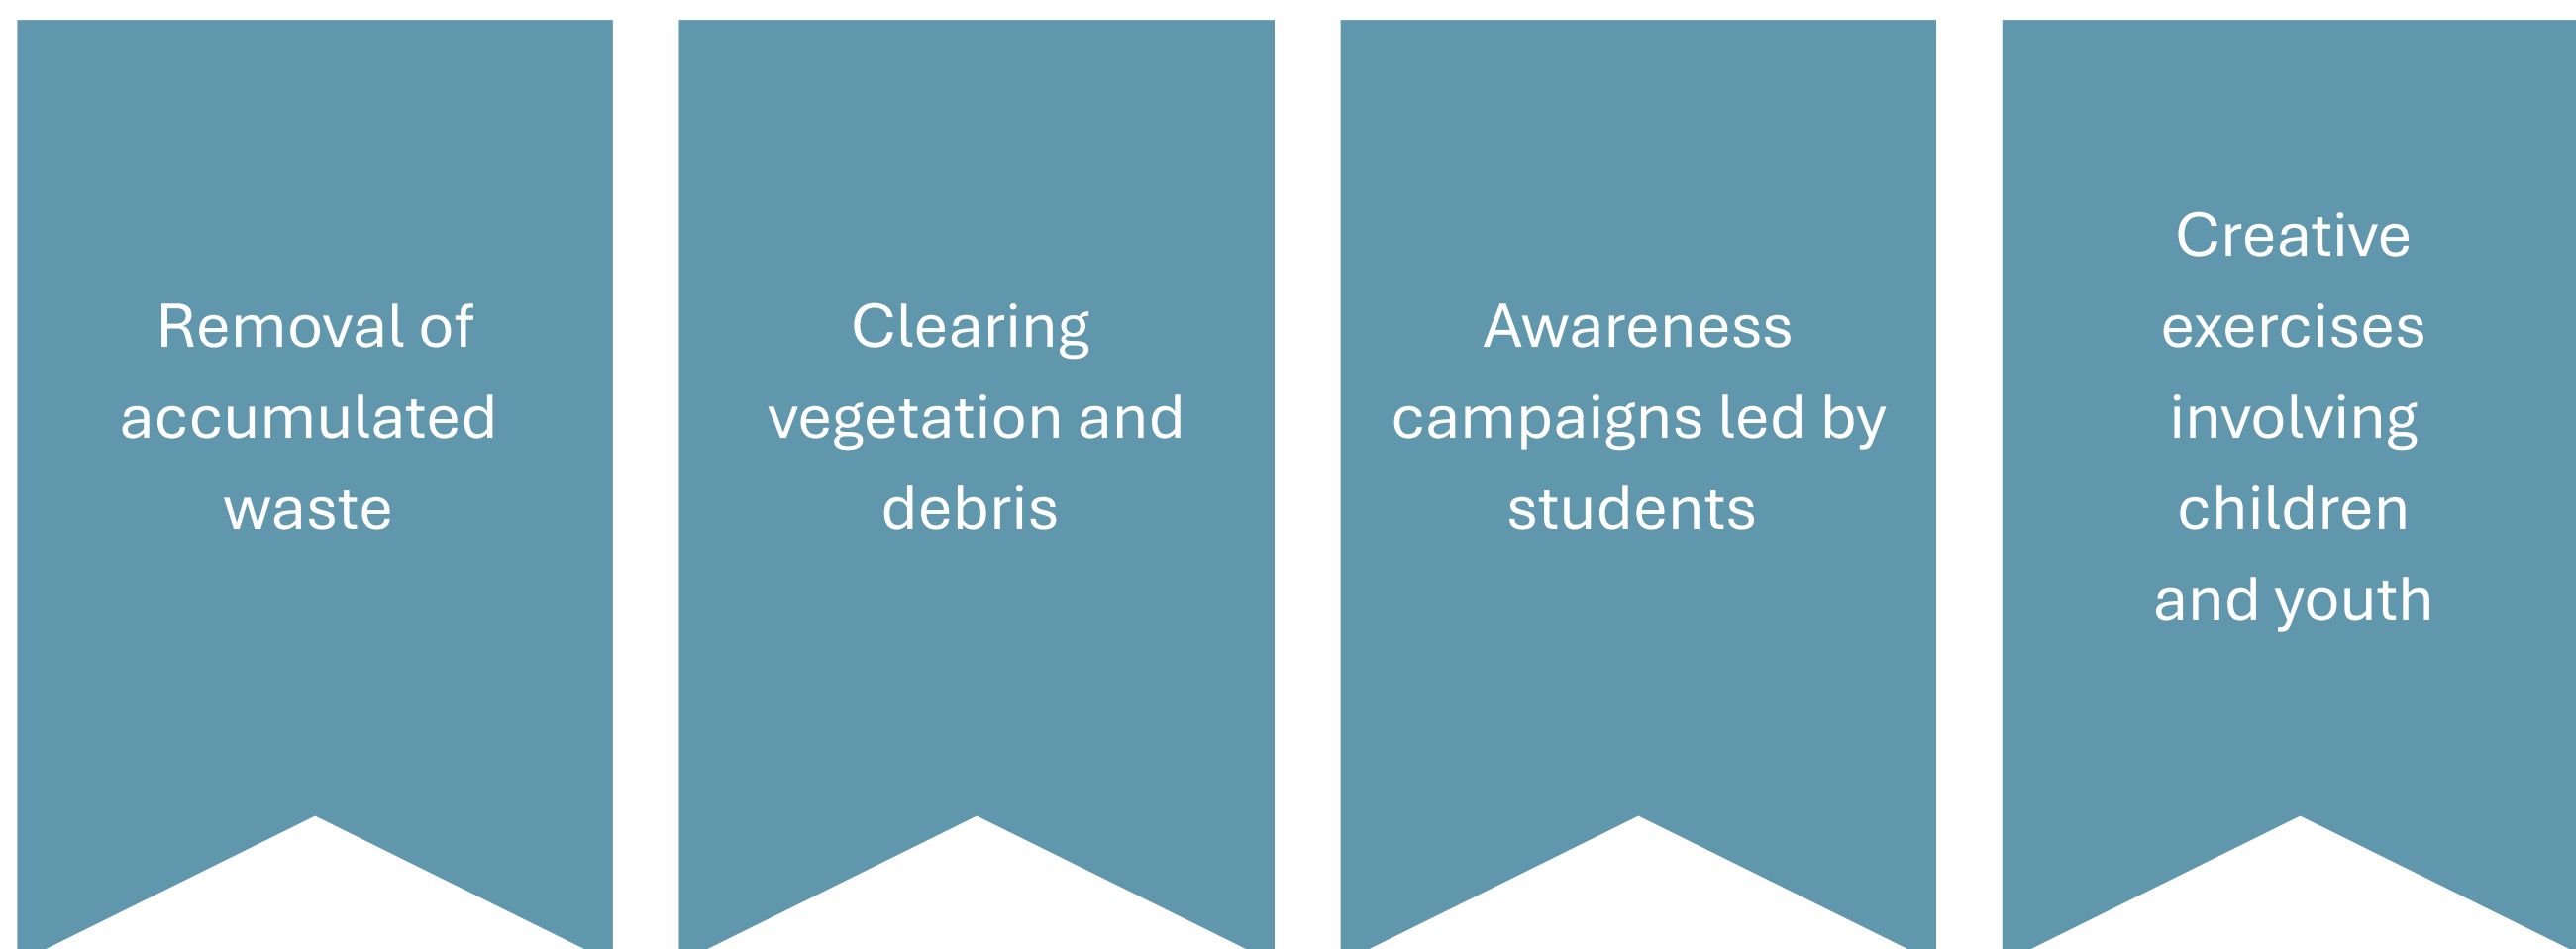 Removal of
accumulated
waste
Clearing
vegetation and
debris
Awareness
campaigns led by
students
Creative
exercises
involving
children
and youth